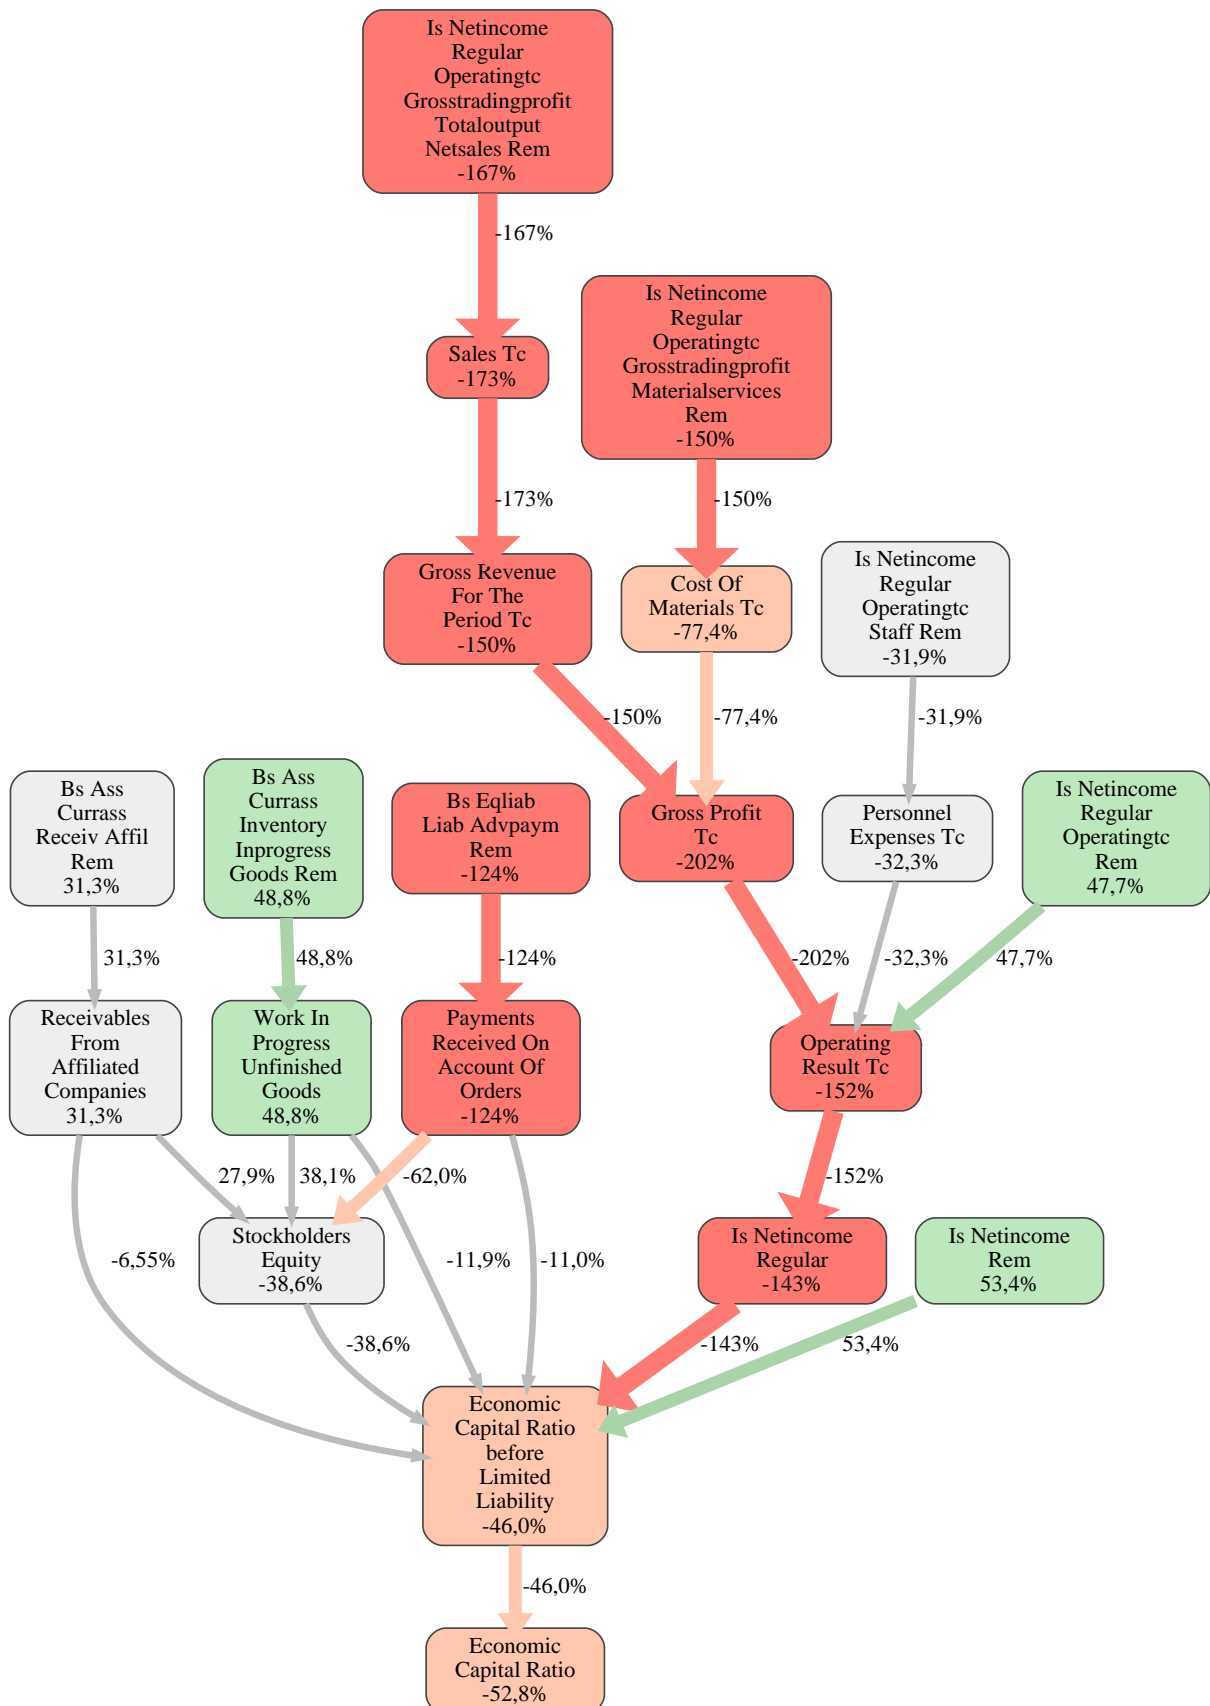 Is Netincome
Regular
Operatingtc
Grosstradingprofit
Totaloutput
Netsales Rem
-167%
-167%
Sales Tc
-173%
Is Netincome
Regular
Operatingtc
Grosstradingprofit
Materialservices
Rem
-150%
-173%
-150%
Gross Revenue
For The
Period Tc
-150%
Cost Of
Materials Tc
-77,4%
Is Netincome
Regular
Operatingtc
Staff Rem
-31,9%
-150%
-77,4%
-31,9%
Bs Ass
Currass
Receiv Affil
Rem
31,3%
Bs Ass
Currass
Inventory
Inprogress
Goods Rem
48,8%
Bs Eqliab
Liab Advpaym
Rem
-124%
Gross Profit
Tc
-202%
Personnel
Expenses Tc
-32,3%
Is Netincome
Regular
Operatingtc
Rem
47,7%
31,3%
48,8%
-124%
-202%
-32,3%
47,7%
Receivables
From
Affiliated
Companies
31,3%
Work In
Progress
Unfinished
Goods
48,8%
Payments
Received On
Account Of
Orders
-124%
Operating
Result Tc
-152%
27,9%
38,1%
-62,0%
-152%
Stockholders
Equity
-38,6%
Is Netincome
Regular
-143%
Is Netincome
Rem
53,4%
-6,55%
-11,9%
-11,0%
-38,6%
-143%
53,4%
Economic
Capital Ratio
before
Limited
Liability
-46,0%
-46,0%
Economic
Capital Ratio
-52,8%